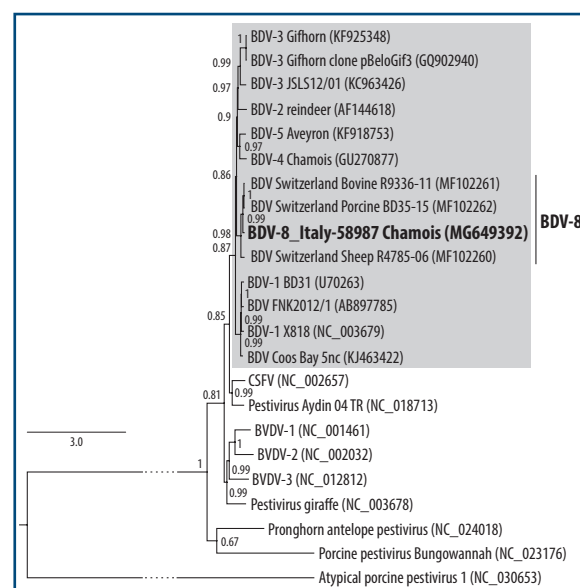 1
BDV-3 Gifhorn (KF925348)
0.99
BDV-3 Gifhorn clone pBeloGif3 (GQ902940)
0.97
BDV-3 JSLS12/01 (KC963426)
0.9
BDV-2 reindeer (AF144618)
BDV-5 Aveyron (KF918753)
0.97
BDV-4 Chamois (GU270877)
0.86
BDV Switzerland Bovine R9336-11 (MF102261)
1
BDV Switzerland Porcine BD35-15 (MF102262)
0.99
BDV-8
0.98
BDV-8_Italy-58987 Chamois (MG649392)
0.87
BDV Switzerland Sheep R4785-06 (MF102260)
BDV-1 BD31 (U70263)
1
BDV FNK2012/1 (AB897785)
0.99
0.85
BDV-1 X818 (NC_003679)
0.99
BDV Coos Bay 5nc (KJ463422)
CSFV (NC_002657)
0.81
0.99
Pestivirus Aydin 04 TR (NC_018713)
BVDV-1 (NC_001461)
3.0
1
BVDV-2 (NC_002032)
1
0.99
BVDV-3 (NC_012812)
0.99
Pestivirus giraffe (NC_003678)
Pronghorn antelope pestivirus (NC_024018)
0.67
Porcine pestivirus Bungowannah (NC_023176)
Atypical porcine pestivirus 1 (NC_030653)